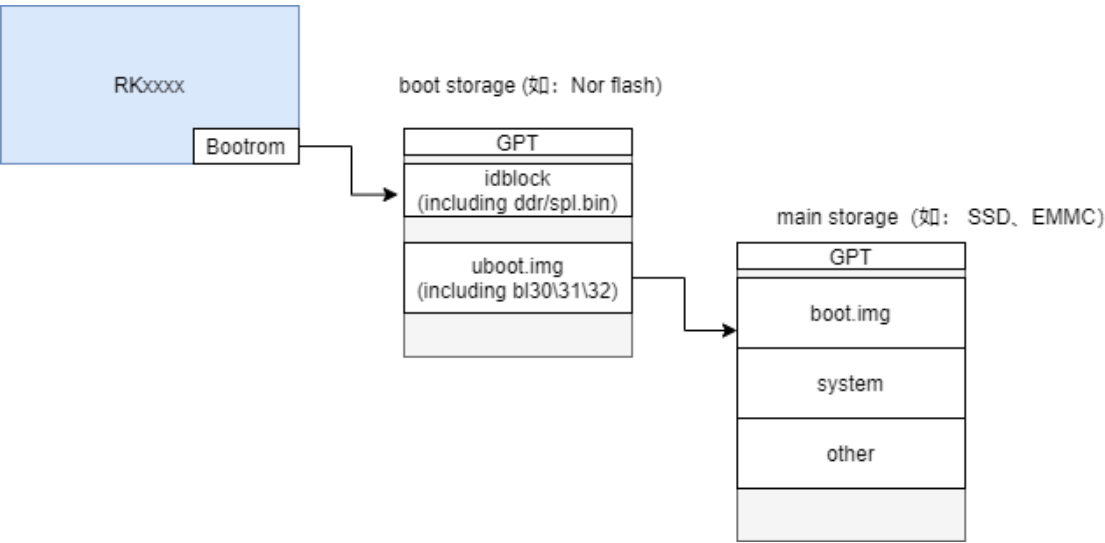 RKxxxx
Bootrom
boot storage (如：Nor flash)
GPT
idblock
(including ddr/spl.bin)
uboot.img
(including bl30\31\32)
main storage（如： SSD、EMMC)
GPT
boot.img
system
other